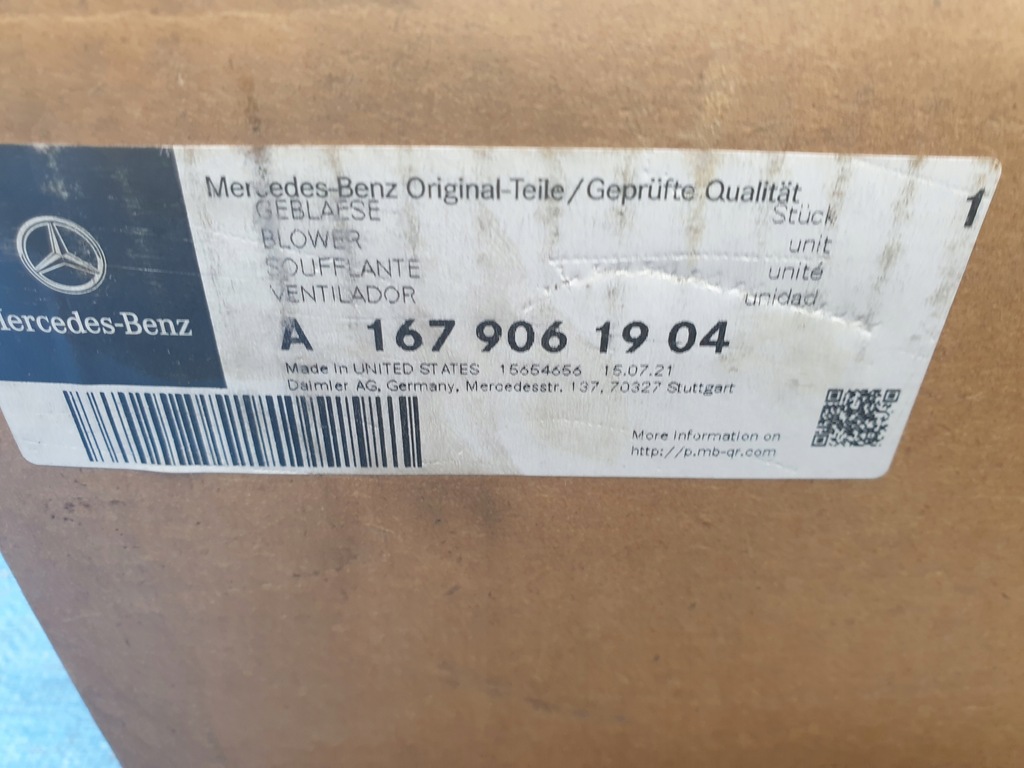 Mercedes-Benz Original-Teile/Geprüfte Qualität
GEBLAESE Stück 1
BLOWER unit
SOUFFLANTE unité
VENTILADOR unidad
Mercedes-Benz
A 167 906 19 04
Made in UNITED STATES 15654656 15.07.21
Daimler AG, Germany, Mercedesstr. 137, 70327 Stuttgart
More information on
http://p.mb-qr.com